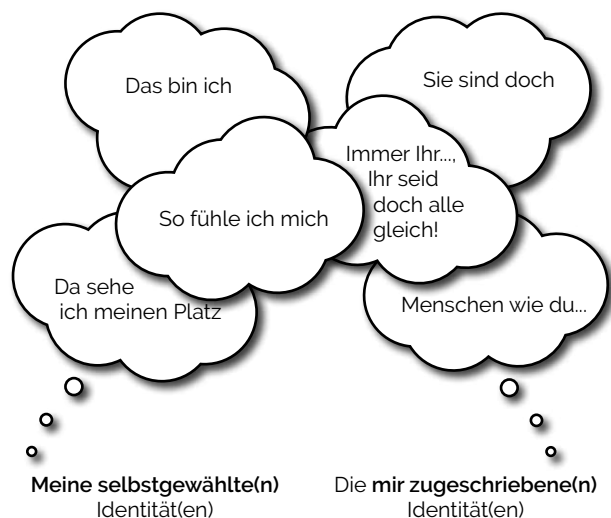 Das bin ich
Sie sind doch
Immer Ihr...,
Ihr seid
doch alle
gleich!
So fühle ich mich
Da sehe
ich meinen Platz
Menschen wie du...
Meine selbstgewählte(n)
Identität(en)
Die mir zugeschriebene(n)
Identität(en)